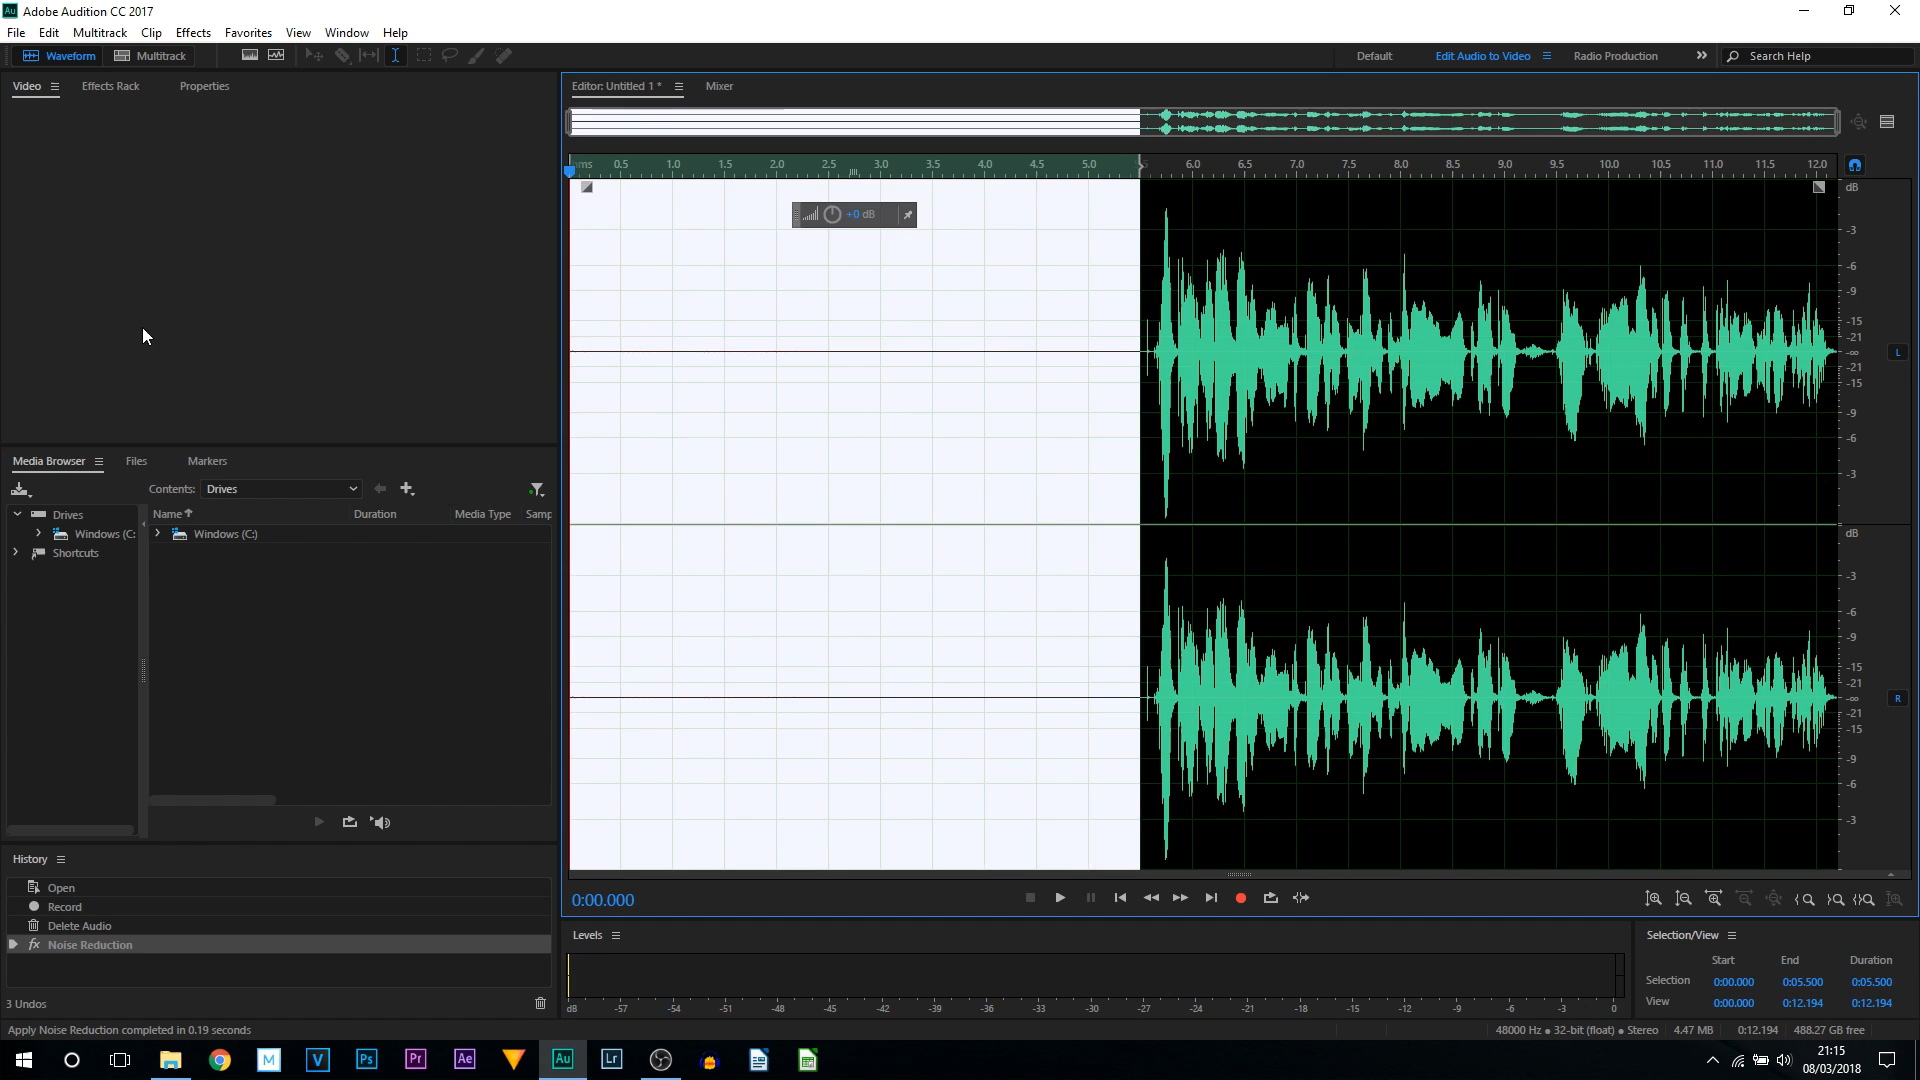 Au Adobe Audition CC 2017
File Edit Multitrack Clip Effects Favorites View Window Help
Waveform Multitrack Default Edit Audio to Video Radio Production Search Help
Video Effects Rack Properties
Editor: Untitled 1 * Mixer
hms 0.5 1.0 1.5 2.0 2.5 3.0 3.5 4.0 4.5 5.0 6.0 6.5 7.0 7.5 8.0 8.5 9.0 9.5 10.0 10.5 11.0 11.5 12.0
+0 dB
dB
-3
-6
-9
-15
-21
-∞
-21
-15
-9
-6
-3
L
dB
-3
-6
-9
-15
-21
-∞
-21
-15
-9
-6
-3
R
Media Browser Files Markers
Contents: Drives
Drives
Windows (C:
Shortcuts
Name Duration Media Type Samp
Windows (C:)
History
Open
Record
Delete Audio
fx Noise Reduction
3 Undos
0:00.000
Levels
dB -57 -54 -51 -48 -45 -42 -39 -36 -33 -30 -27 -24 -21 -18 -15 -12 -9 -6 -3 0
Selection/View
Start End Duration
Selection 0:00.000 0:05.500 0:05.500
View 0:00.000 0:12.194 0:12.194
Apply Noise Reduction completed in 0.19 seconds
48000 Hz ● 32-bit (float) ● Stereo 4.47 MB 0:12.194 488.27 GB free
M V Ps Pr Ae Au Lr
21:15
08/03/2018